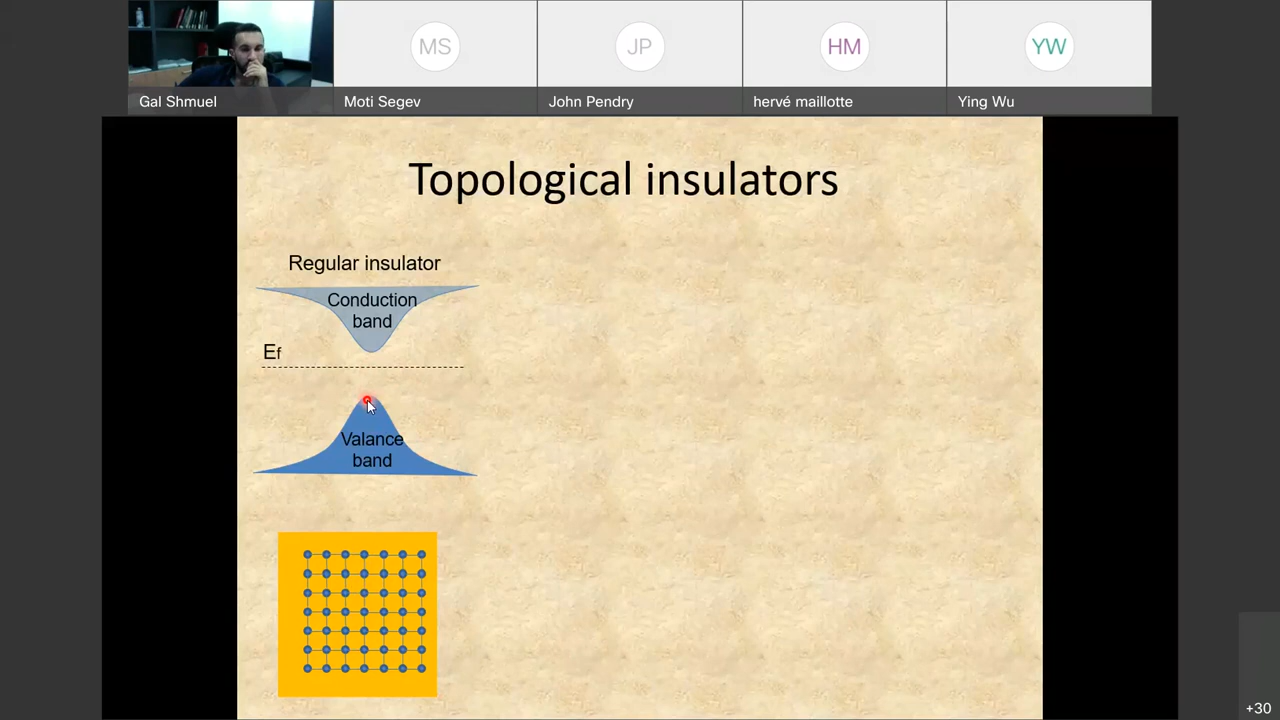 MS
JP
HM
YW
Gal Shmuel
Moti Segev
John Pendry
hervé maillotte
Ying Wu
Topological insulators
Regular insulator
Conduction
band
Ef
Valance
band
+30